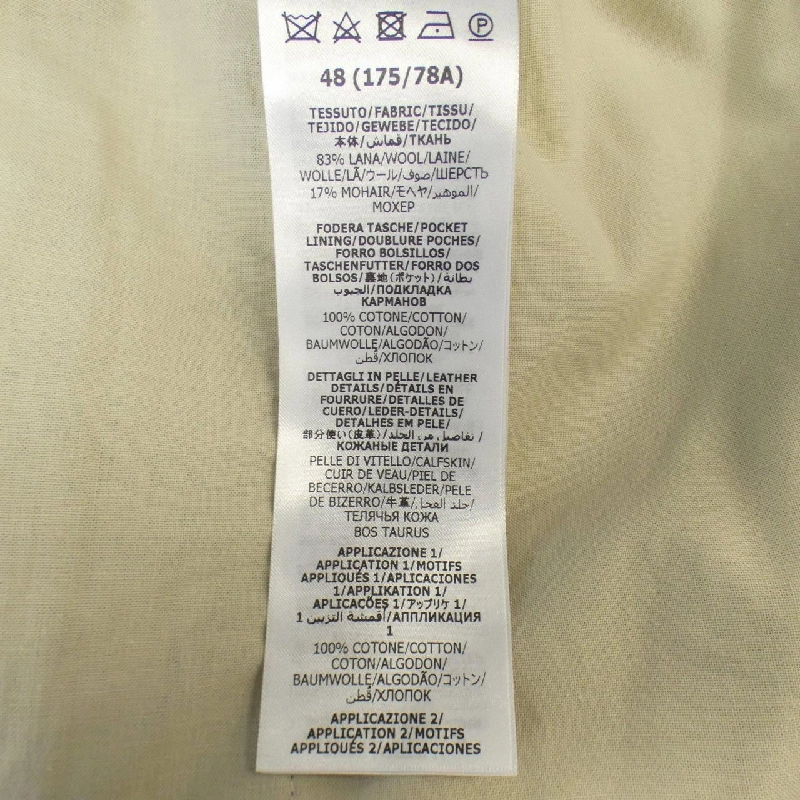 P
48 (175/78A)
TESSUTO/FABRIC/TISSU/
TEJIDO/GEWEBE/TECIDO/
本体/قماش/ТКАНЬ
83% LANA/WOOL/LAINE/
WOLLE/LÃ/ウール/صوف/ШЕРСТЬ
17% MOHAIR/モヘヤ/الموهير/
МОХЕР
FODERA TASCHE/POCKET
LINING/DOUBLURE POCHES/
FORRO BOLSILLOS/
TASCHENFUTTER/FORRO DOS
BOLSOS/裏地(ポケット)/بطانة
الجيوب/ПОДКЛАДКА
КАРМАНОВ
100% COTONE/COTTON/
COTON/ALGODON/
BAUMWOLLE/ALGODÃO/コットン/
قطن/ХЛОПОК
DETTAGLI IN PELLE/LEATHER
DETAILS/DÉTAILS EN
FOURRURE/DETALLES DE
CUERO/LEDER-DETAILS/
DETALHES EM PELE/
部分使い(皮革)/تفاصيل من الجلد/
КОЖАНЫЕ ДЕТАЛИ
PELLE DI VITELLO/CALFSKIN/
CUIR DE VEAU/PIEL DE
BECERRO/KALBSLEDER/PELE
DE BIZERRO/牛革/جلد العجل/
ТЕЛЯЧЬЯ КОЖА
BOS TAURUS
APPLICAZIONE 1/
APPLICATION 1/MOTIFS
APPLIQUÉS 1/APLICACIONES
1/APPLIKATION 1/
APLICAÇÕES 1/アップリケ 1/
أقمشة التزيين 1/АППЛИКАЦИЯ
1
100% COTONE/COTTON/
COTON/ALGODON/
BAUMWOLLE/ALGODÃO/コットン/
قطن/ХЛОПОК
APPLICAZIONE 2/
APPLICATION 2/MOTIFS
APPLIQUÉS 2/APLICACIONES